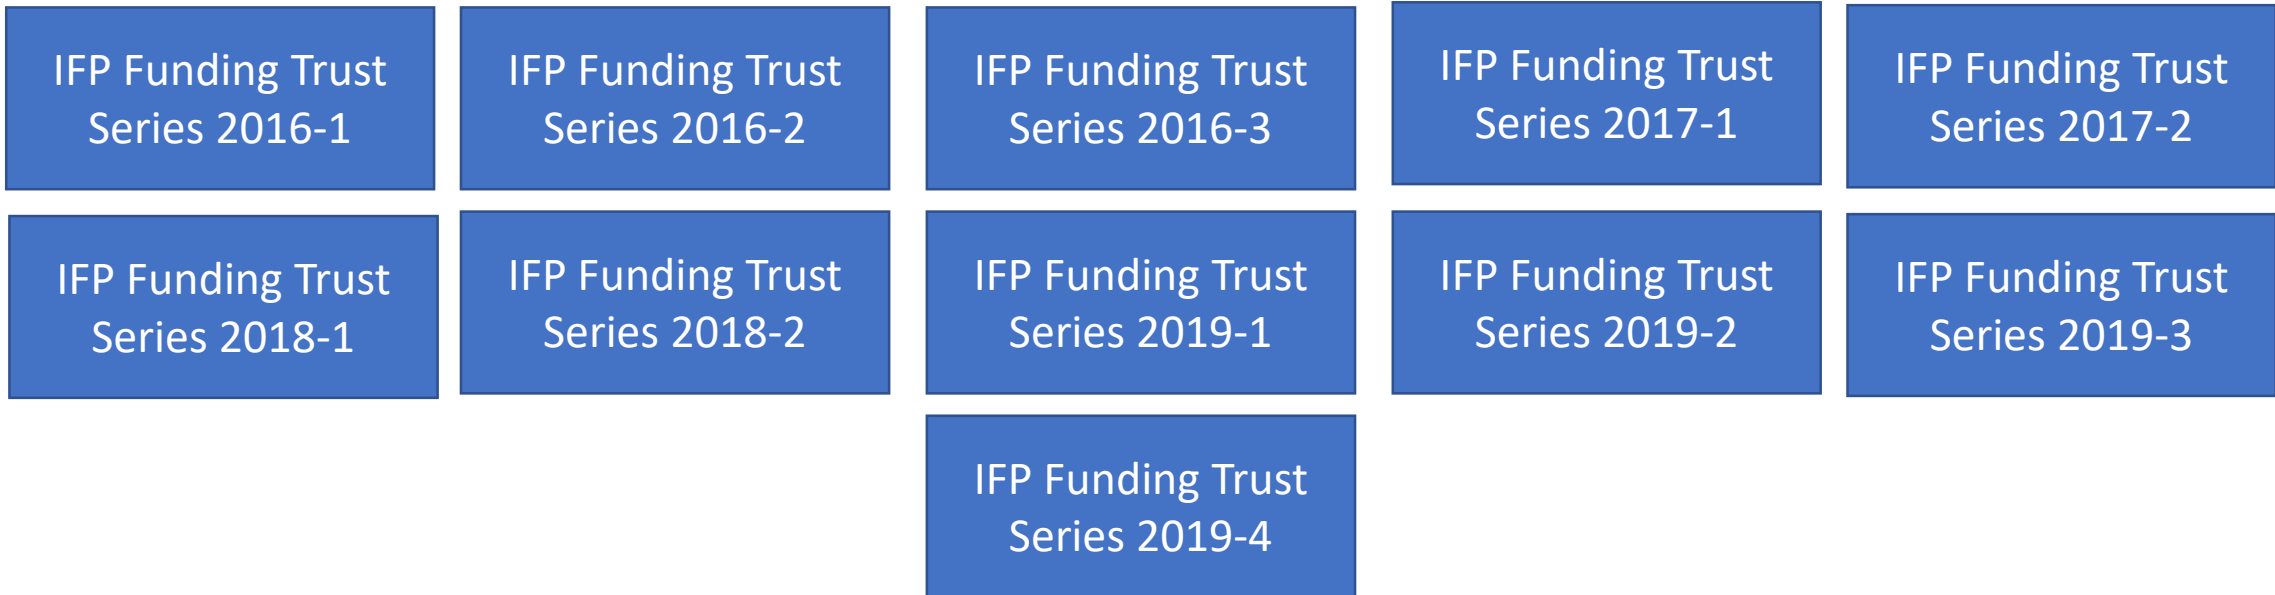 IFP Funding Trust
Series 2016-1
IFP Funding Trust
Series 2016-2
IFP Funding Trust
Series 2016-3
IFP Funding Trust
Series 2017-1
IFP Funding Trust
Series 2017-2
IFP Funding Trust
Series 2018-1
IFP Funding Trust
Series 2018-2
IFP Funding Trust
Series 2019-1
IFP Funding Trust
Series 2019-2
IFP Funding Trust
Series 2019-3
IFP Funding Trust
Series 2019-4